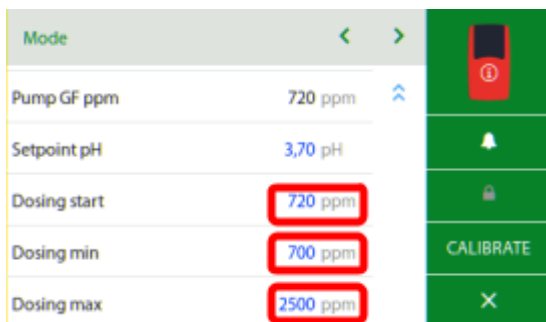 Mode
Pump GF ppm 720 ppm
Setpoint pH 3,70 pH
Dosing start 720 ppm
Dosing min 700 ppm
CALIBRATE
Dosing max 2500 ppm